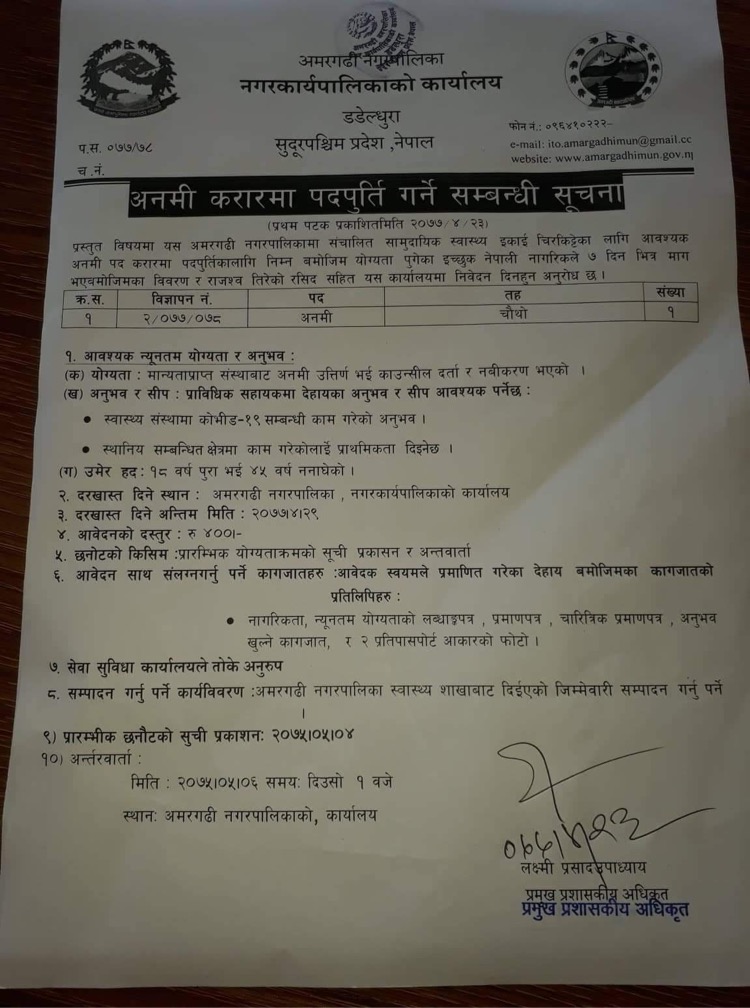 अमरगढी नगरपालिका
नगरकार्यपालिकाको कार्यालय
डडेल्धुरा
सुदूरपश्चिम प्रदेश ,नेपाल
प.स. ०७७/७८
च.नं.
फोन नं.: ०९६४१०२२२-
e-mail: ito.amargadhimun@gmail.cc
website: www.amargadhimun.gov.n
अनमी करारमा पदपुर्ति गर्ने सम्बन्धी सूचना
(प्रथम पटक प्रकाशितमिति २०७७/४/२३)
प्रस्तुत विषयमा यस अमरगढी नगरपालिकामा संचालित सामुदायिक स्वास्थ्य इकाई चिरकिट्टेका लागि आवश्यक
अनमी पद करारमा पदपुर्तिकालागि निम्न बमोजिम योग्यता पुगेका इच्छुक नेपाली नागरिकले ७ दिन भित्र माग
भएबमोजिमका विवरण र राजश्व तिरेको रसिद सहित यस कार्यालयमा निवेदन दिनहुन अनुरोध छ ।
क्र.स. विज्ञापन नं. पद तह संख्या
१ २/०७७/०७८ अनमी चौथो १
१. आवश्यक न्यूनतम योग्यता र अनुभव :
(क) योग्यता : मान्यताप्राप्त संस्थाबाट अनमी उत्तिर्ण भई काउन्सील दर्ता र नवीकरण भएको ।
(ख) अनुभव र सीप : प्राविधिक सहायकमा देहायका अनुभव र सीप आवश्यक पर्नेछ :
• स्वास्थ्य संस्थामा कोभीड-१९ सम्बन्धी काम गरेको अनुभव ।
• स्थानिय सम्बन्धित क्षेत्रमा काम गरेकोलाई प्राथमिकता दिइनेछ ।
(ग) उमेर हद : १८ वर्ष पुरा भई ४५ वर्ष ननाघेको ।
२. दरखास्त दिने स्थान : अमरगढी नगरपालिका , नगरकार्यपालिकाको कार्यालय
३. दरखास्त दिने अन्तिम मिति : २०७७।४।२९
४. आवेदनको दस्तुर : रु ४००।-
५. छनोटको किसिम :प्रारम्भिक योग्यताक्रमको सूची प्रकासन र अन्तवार्ता
६. आवेदन साथ संलग्नगर्नु पर्ने कागजातहरु :आवेदक स्वयमले प्रमाणित गरेका देहाय बमोजिमका कागजातको
प्रतिलिपिहरु :
• नागरिकता, न्यूनतम योग्यताको लब्धाङ्कपत्र , प्रमाणपत्र , चारित्रिक प्रमाणपत्र , अनुभव
खुल्ने कागजात, र २ प्रतिपासपोर्ट आकारको फोटो ।
७. सेवा सुविधा कार्यालयले तोके अनुरुप
८. सम्पादन गर्नु पर्ने कार्यविवरण :अमरगढी नगरपालिका स्वास्थ्य शाखाबाट दिईएको जिम्मेवारी सम्पादन गर्नु पर्ने
।
९) प्रारम्भीक छनौटको सुची प्रकाशन: २०७५।०५।०४
१०) अर्न्तरवार्ता :
मिति : २०७५।०५।०६ समय: दिउसो १ वजे
स्थान: अमरगढी नगरपालिकाको, कार्यालय
लक्ष्मी प्रसाद उपाध्याय
प्रमुख प्रशासकीय अधिकृत
प्रमुख प्रशासकीय अधिकृत